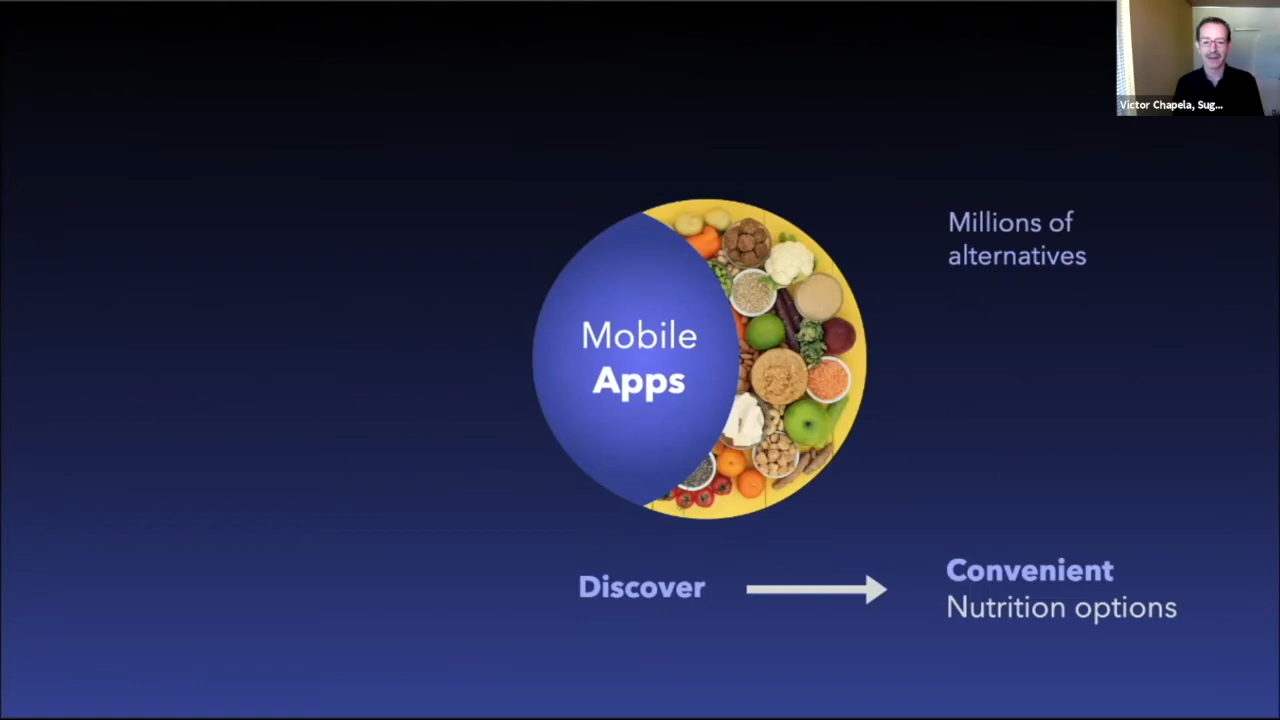 Victor Chapela, Sug...
Millions of
alternatives
Mobile
Apps
Discover
Convenient
Nutrition options